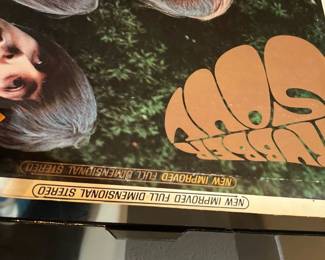 RUBBER
SOUL
NEW IMPROVED FULL DIMENSIONAL STEREO
NEW IMPROVED FULL DIMENSIONAL STEREO